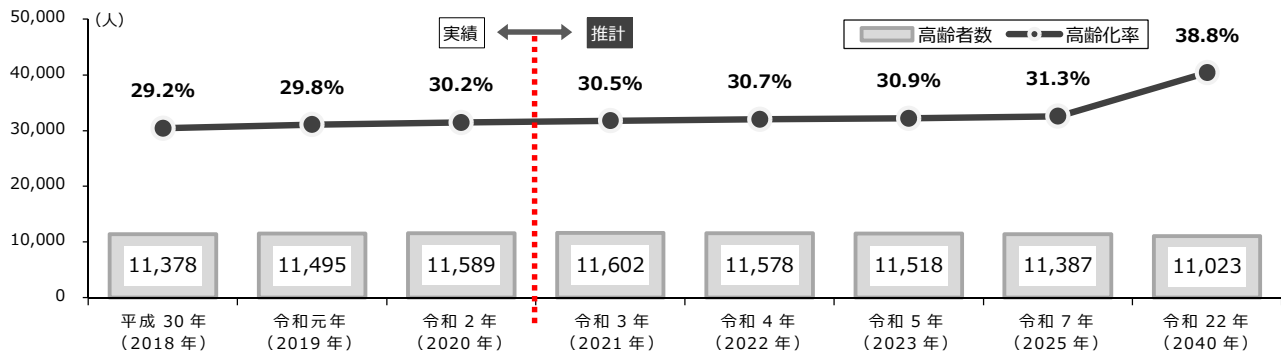 50,000
（人）
実績
推計
高齢者数
高齢化率
40,000
30,000
20,000
10,000
0
29.2%
29.8%
30.2%
30.5%
30.7%
30.9%
31.3%
38.8%
11,378
11,495
11,589
11,602
11,578
11,518
11,387
11,023
平成 30 年
（2018 年）
令和元年
（2019 年）
令和 2 年
（2020 年）
令和 3 年
（2021 年）
令和 4 年
（2022 年）
令和 5 年
（2023 年）
令和 7 年
（2025 年）
令和 22 年
（2040 年）